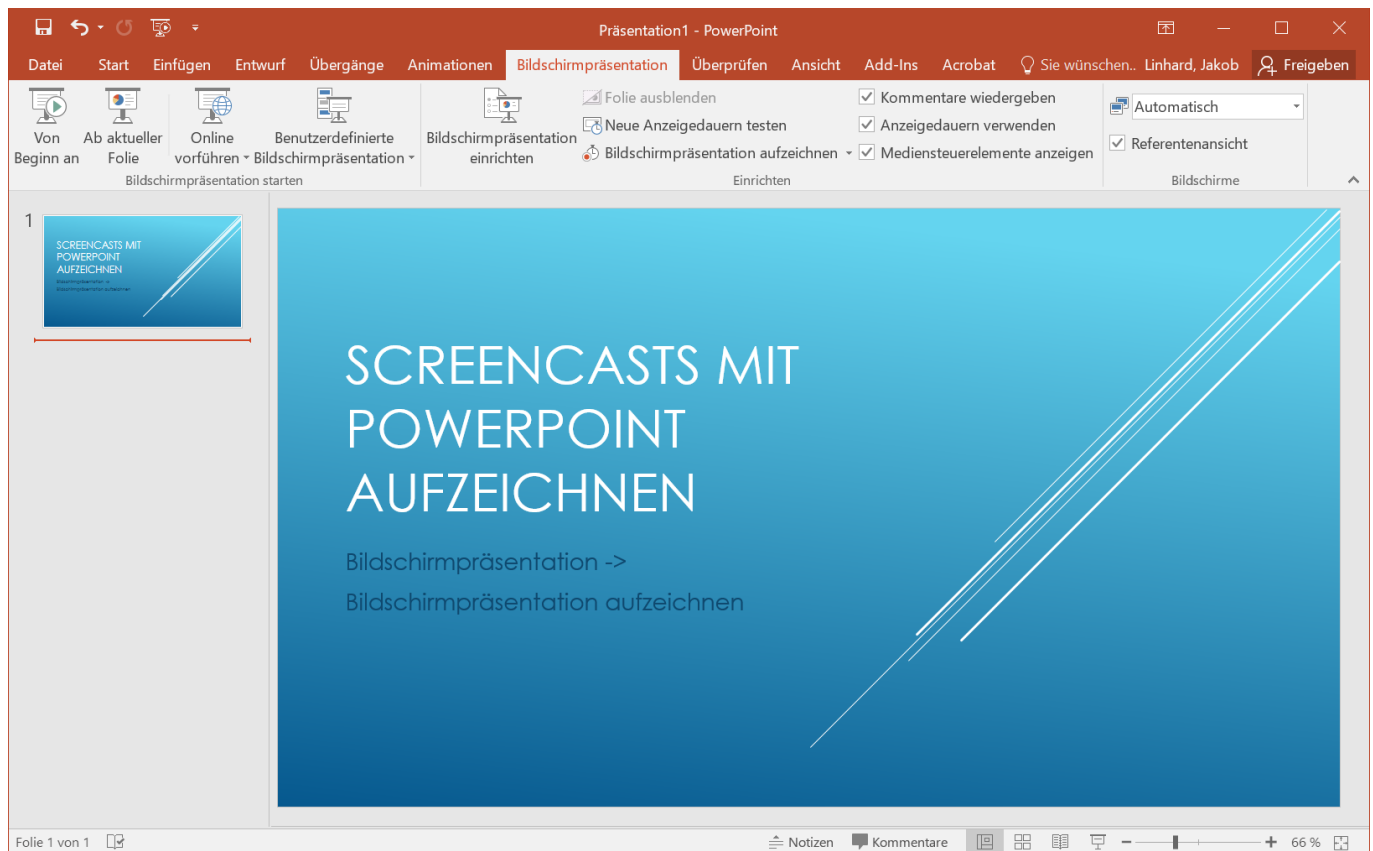 Präsentation1 - PowerPoint
Datei Start Einfügen Entwurf Übergänge Animationen Bildschirmpräsentation Überprüfen Ansicht Add-Ins Acrobat Sie wünschen.. Linhard, Jakob Freigeben
Von Beginn an
Ab aktueller Folie
Online vorführen
Benutzerdefinierte Bildschirmpräsentation
Bildschirmpräsentation starten
Bildschirmpräsentation einrichten
Folie ausblenden
Neue Anzeigedauern testen
Bildschirmpräsentation aufzeichnen
Kommentare wiedergeben
Anzeigedauern verwenden
Mediensteuerelemente anzeigen
Einrichten
Automatisch
Referentenansicht
Bildschirme
1
SCREENCASTS MIT
POWERPOINT
AUFZEICHNEN
Bildschirmpräsentation ->
Bildschirmpräsentation aufzeichnen
SCREENCASTS MIT
POWERPOINT
AUFZEICHNEN
Bildschirmpräsentation ->
Bildschirmpräsentation aufzeichnen
Folie 1 von 1 Notizen Kommentare 66 %